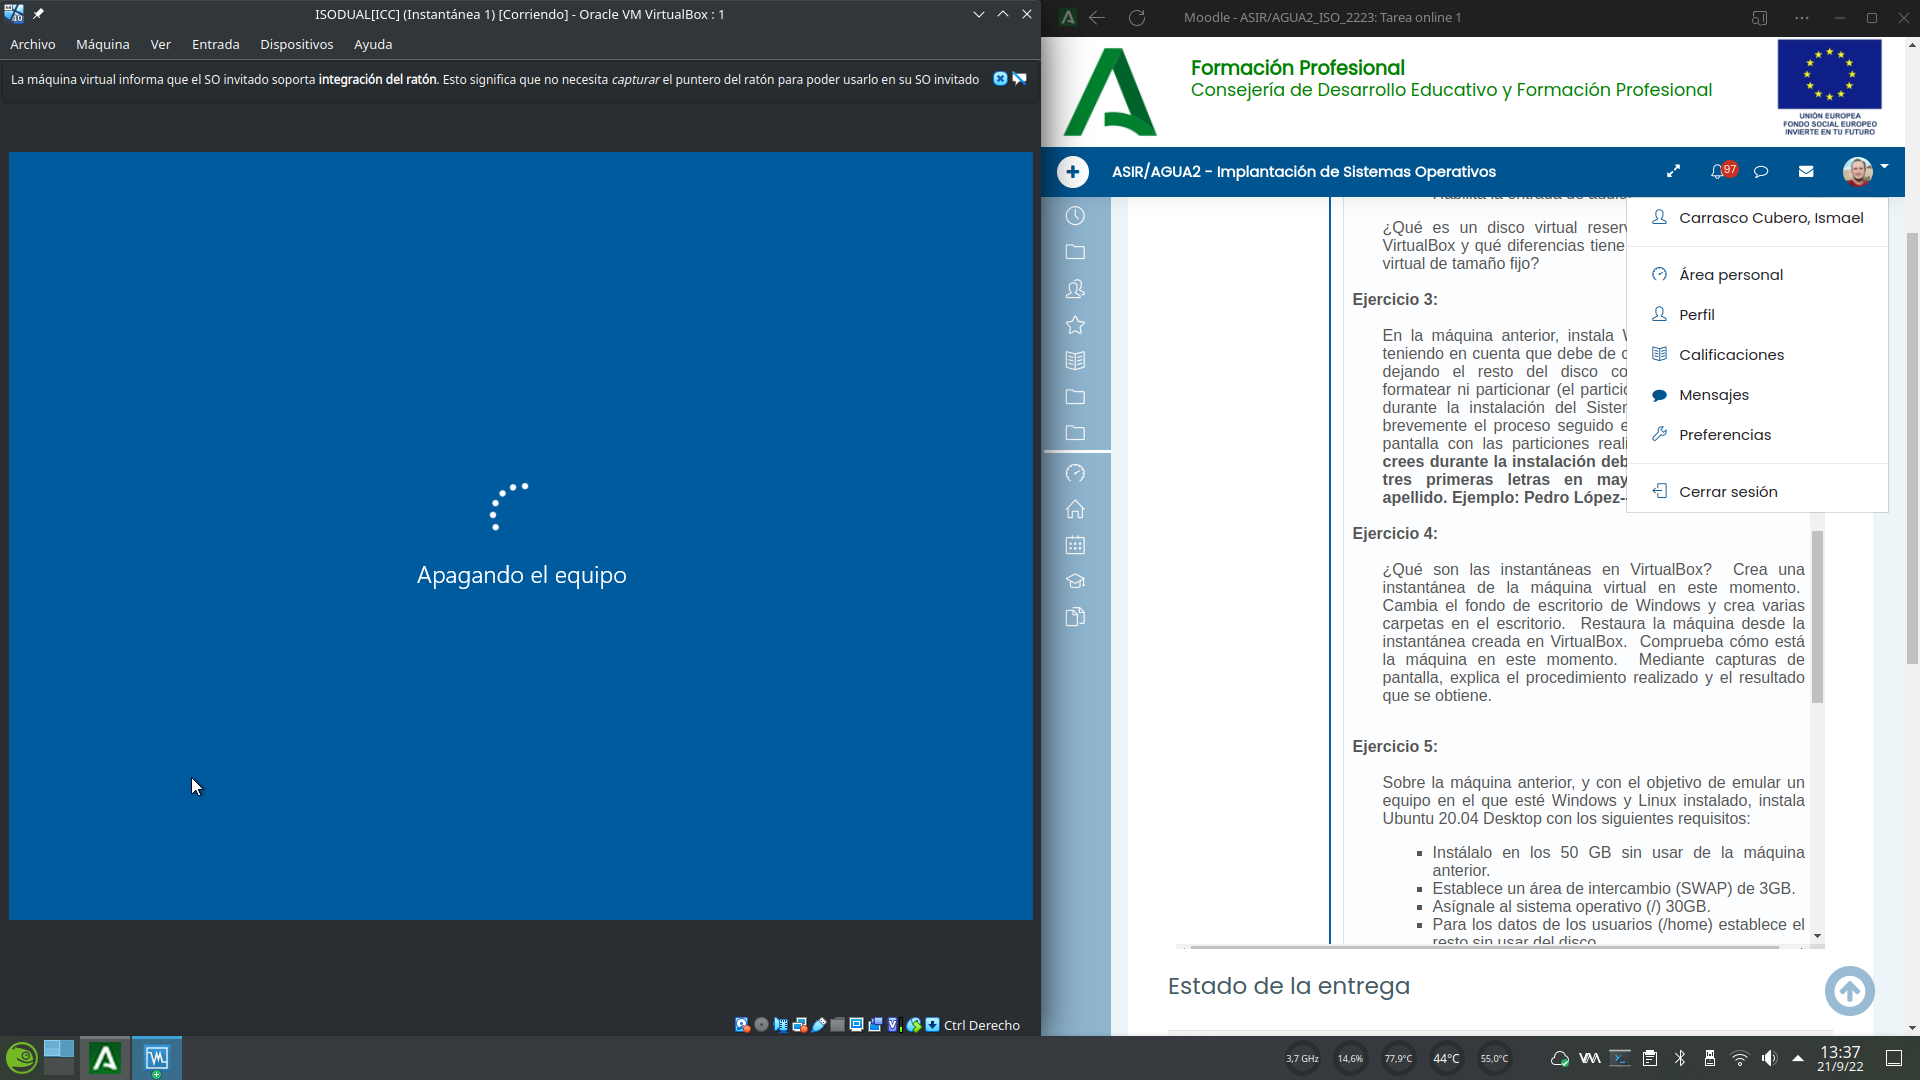 ISODUAL[ICC] (Instantánea 1) [Corriendo] - Oracle VM VirtualBox : 1
Archivo Máquina Ver Entrada Dispositivos Ayuda
La máquina virtual informa que el SO invitado soporta integración del ratón. Esto significa que no necesita capturar el puntero del ratón para poder usarlo en su SO invitado
Apagando el equipo
Ctrl Derecho
Moodle - ASIR/AGUA2_ISO_2223: Tarea online 1
Formación Profesional
Consejería de Desarrollo Educativo y Formación Profesional
UNIÓN EUROPEA
FONDO SOCIAL EUROPEO
INVIERTE EN TU FUTURO
ASIR/AGUA2 - Implantación de Sistemas Operativos
97
Carrasco Cubero, Ismael
Área personal
Perfil
Calificaciones
Mensajes
Preferencias
Cerrar sesión
¿Qué es un disco virtual reserv
VirtualBox y qué diferencias tiene
virtual de tamaño fijo?
Ejercicio 3:
En la máquina anterior, instala
teniendo en cuenta que debe de
dejando el resto del disco co
formatear ni particionar (el partic
durante la instalación del Sister
brevemente el proceso seguido e
pantalla con las particiones reali
crees durante la instalación deb
tres primeras letras en may
apellido. Ejemplo: Pedro López-
Ejercicio 4:
¿Qué son las instantáneas en VirtualBox? Crea una
instantánea de la máquina virtual en este momento.
Cambia el fondo de escritorio de Windows y crea varias
carpetas en el escritorio. Restaura la máquina desde la
instantánea creada en VirtualBox. Comprueba cómo está
la máquina en este momento. Mediante capturas de
pantalla, explica el procedimiento realizado y el resultado
que se obtiene.
Ejercicio 5:
Sobre la máquina anterior, y con el objetivo de emular un
equipo en el que esté Windows y Linux instalado, instala
Ubuntu 20.04 Desktop con los siguientes requisitos:
▪ Instálalo en los 50 GB sin usar de la máquina
anterior.
▪ Establece un área de intercambio (SWAP) de 3GB.
▪ Asígnale al sistema operativo (/) 30GB.
▪ Para los datos de los usuarios (/home) establece el
resto sin usar del disco
Estado de la entrega
3,7 GHz
14,6%
77,9°C
44°C
55,0°C
13:37
21/9/22